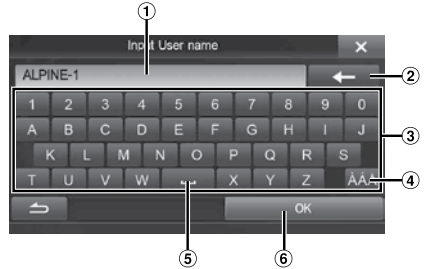 ①
Input User name ×
ALPINE-1 ← ②
1 2 3 4 5 6 7 8 9 0
A B C D E F G H I J ③
K L M N O P Q R S
T U V W ⎵ X Y Z ÀÁÂ ④
OK
⑤ ⑥